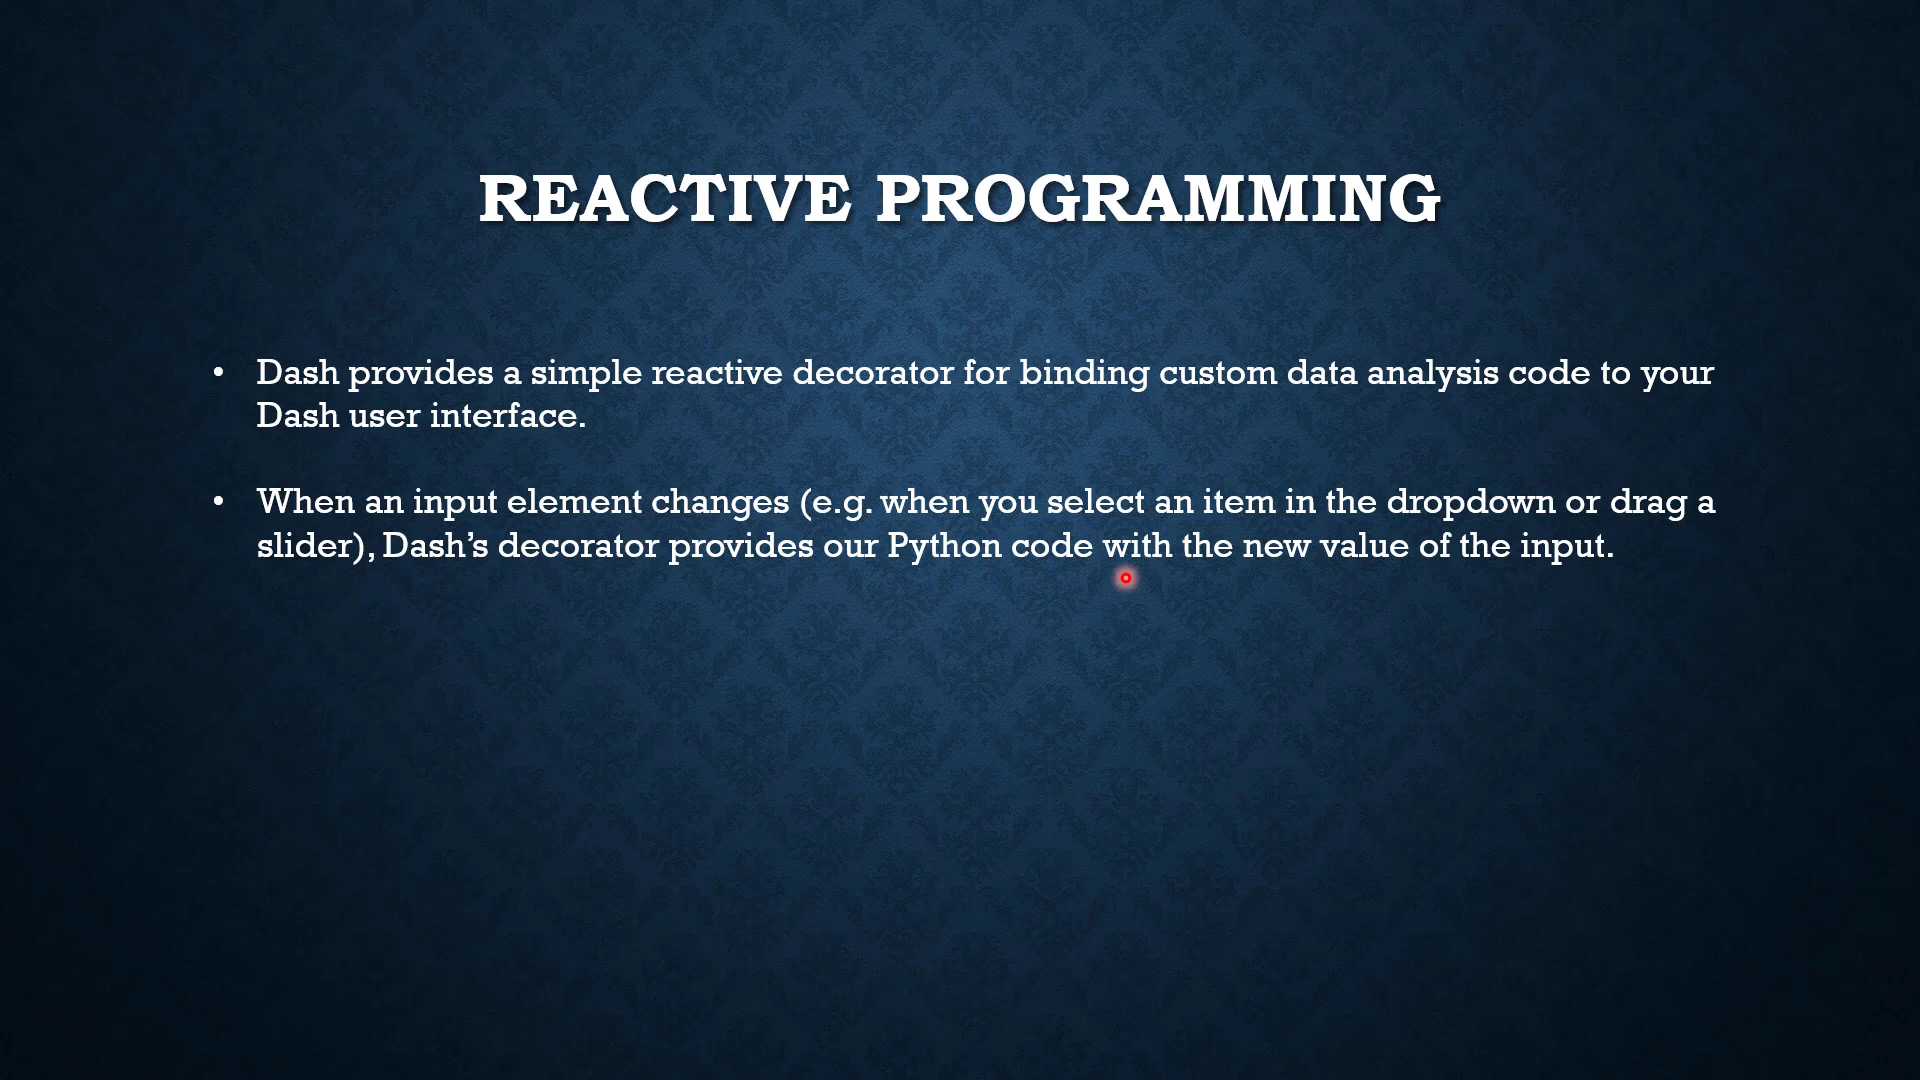 REACTIVE PROGRAMMING
• Dash provides a simple reactive decorator for binding custom data analysis code to your
Dash user interface.
• When an input element changes (e.g. when you select an item in the dropdown or drag a
slider), Dash’s decorator provides our Python code with the new value of the input.